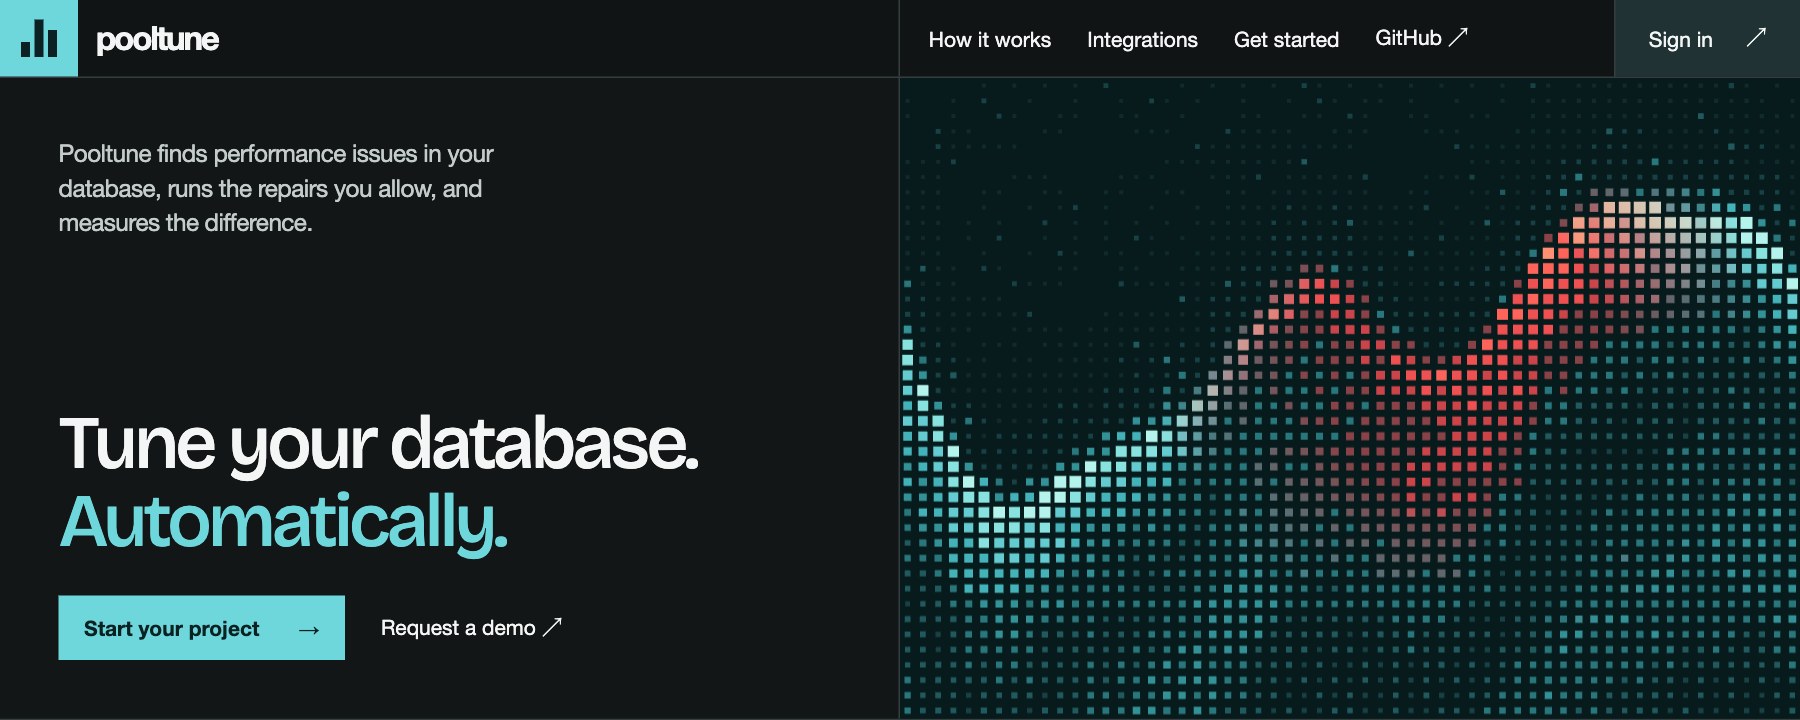 pooltune
How it works
Integrations
Get started
GitHub ↗
Sign in ↗
Pooltune finds performance issues in your
database, runs the repairs you allow, and
measures the difference.
Tune your database.
Automatically.
Start your project →
Request a demo ↗